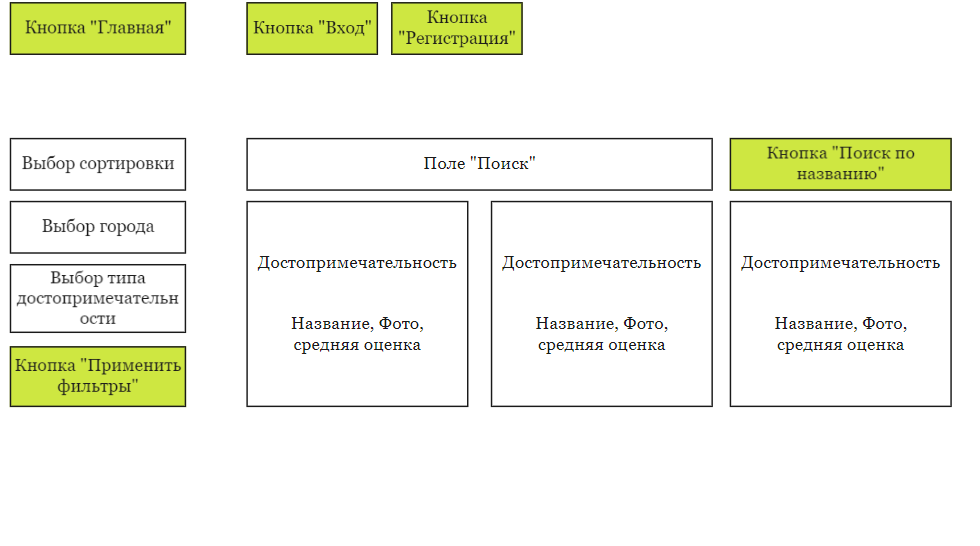 Кнопка "Главная"
Кнопка "Вход"
Кнопка
"Регистрация"
Выбор сортировки
Поле "Поиск"
Кнопка "Поиск по
названию"
Выбор города
Выбор типа
достопримечательн
ости
Кнопка "Применить
фильтры"
Достопримечательность
Название, Фото,
средняя оценка
Достопримечательность
Название, Фото,
средняя оценка
Достопримечательность
Название, Фото,
средняя оценка